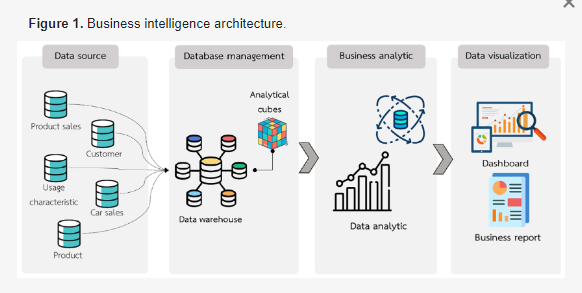 Figure 1. Business intelligence architecture.
Data source
Database management
Business analytic
Data visualization
Product sales
Customer
Usage
characteristic
Car sales
Product
Analytical
cubes
Data warehouse
Data analytic
Dashboard
Business report